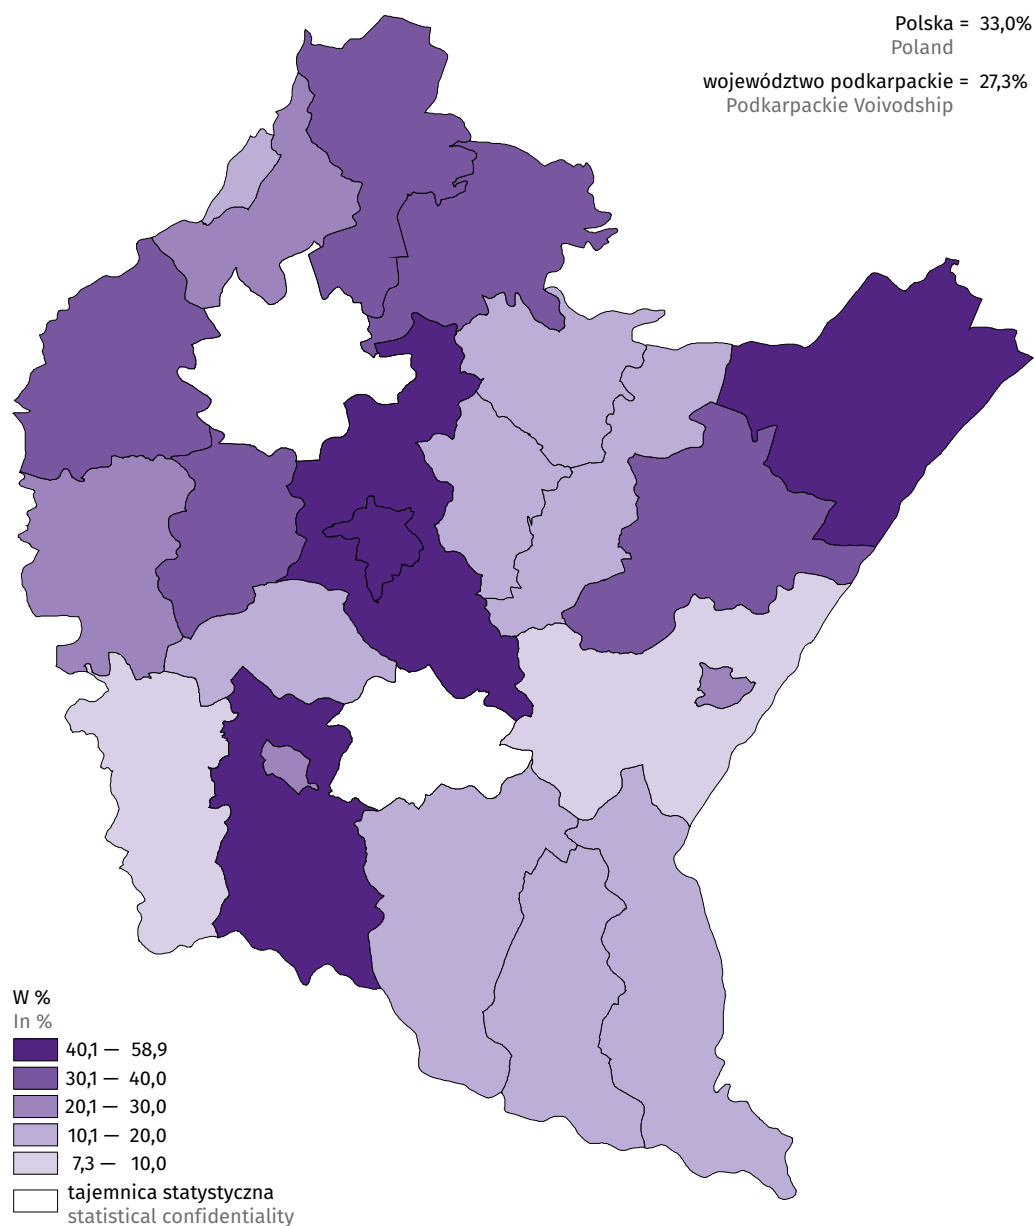 Polska = 33,0%
Poland
województwo podkarpackie = 27,3%
Podkarpackie Voivodship
W %
In %
40,1 — 58,9
30,1 — 40,0
20,1 — 30,0
10,1 — 20,0
7,3 — 10,0
tajemnica statystyczna
statistical confidentiality